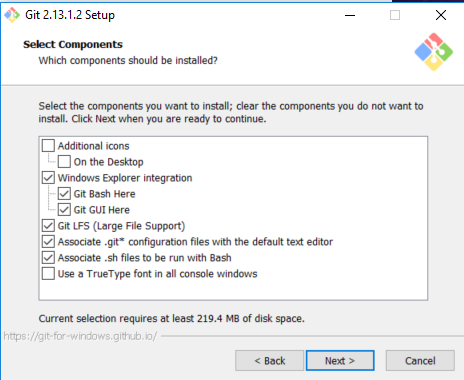 Git 2.13.1.2 Setup
Select Components
Which components should be installed?
Select the components you want to install; clear the components you do not want to
install. Click Next when you are ready to continue.
Additional icons
On the Desktop
Windows Explorer integration
Git Bash Here
Git GUI Here
Git LFS (Large File Support)
Associate .git* configuration files with the default text editor
Associate .sh files to be run with Bash
Use a TrueType font in all console windows
Current selection requires at least 219.4 MB of disk space.
https://git-for-windows.github.io/
< Back
Next >
Cancel